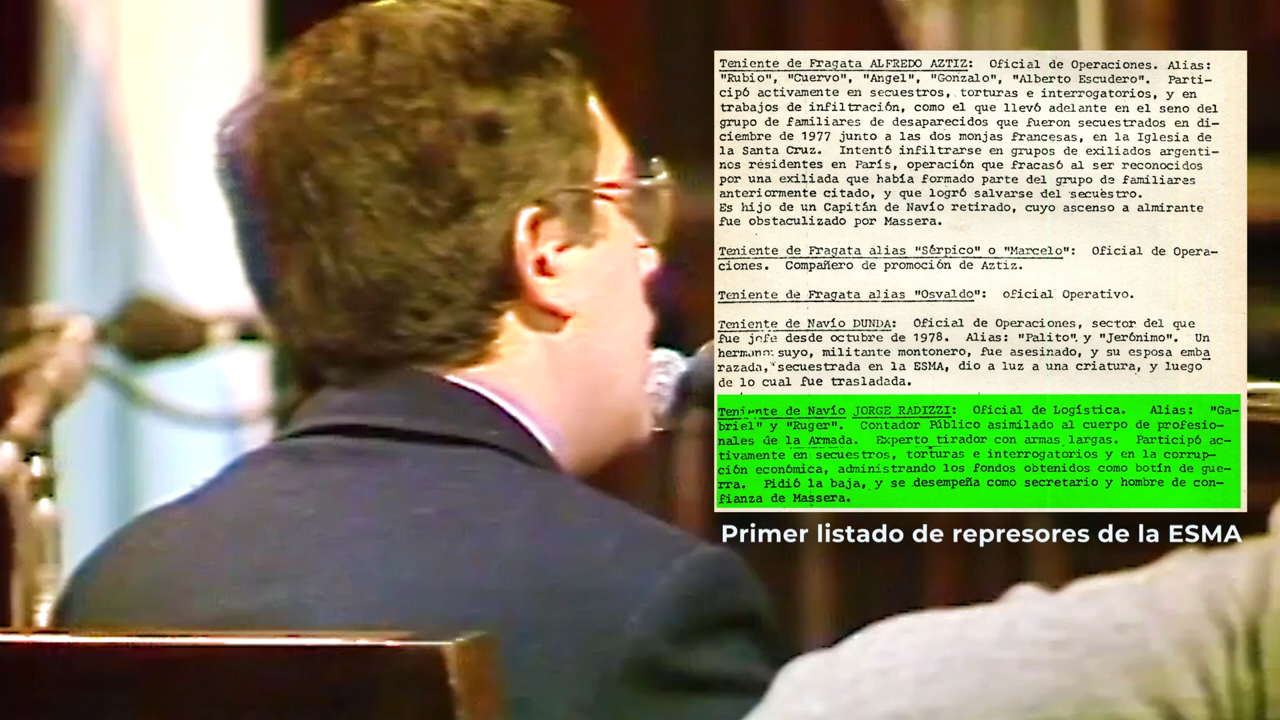 Teniente de Fragata ALFREDO AZTIZ: Oficial de Operaciones. Alias:
"Rubio", "Cuervo", "Angel", "Gonzalo", "Alberto Escudero". Parti-
cipó activamente en secuestros, torturas e interrogatorios, y en
trabajos de infiltración, como el que llevó adelante en el seno del
grupo de familiares de desaparecidos que fueron secuestrados en di-
ciembre de 1977 junto a las dos monjas francesas, en la Iglesia de
la Santa Cruz. Intentó infiltrarse en grupos de exiliados argenti-
nos residentes en París, operación que fracasó al ser reconocidos
por una exiliada que había formado parte del grupo de familiares
anteriormente citado, y que logró salvarse del secuestro.
Es hijo de un Capitán de Navío retirado, cuyo ascenso a almirante
fue obstaculizado por Massera.
Teniente de Fragata alias "Sérpico" o "Marcelo": Oficial de Opera-
ciones. Compañero de promoción de Aztiz.
Teniente de Fragata alias "Osvaldo": oficial Operativo.
Teniente de Navío DUNDA: Oficial de Operaciones, sector del que
fue jefe desde octubre de 1978. Alias: "Palito" y "Jerónimo". Un
hermano suyo, militante montonero, fue asesinado, y su esposa emba
razada, secuestrada en la ESMA, dio a luz a una criatura, y luego
de lo cual fue trasladada.
Teniente de Navío JORGE RADIZZI: Oficial de Logística. Alias: "Ga-
briel" y "Ruger". Contador Público asimilado al cuerpo de profesio-
nales de la Armada. Experto tirador con armas largas. Participó ac-
tivamente en secuestros, torturas e interrogatorios y en la corrup-
ción económica, administrando los fondos obtenidos como botín de gue-
rra. Pidió la baja, y se desempeña como secretario y hombre de con-
fianza de Massera.
Primer listado de represores de la ESMA